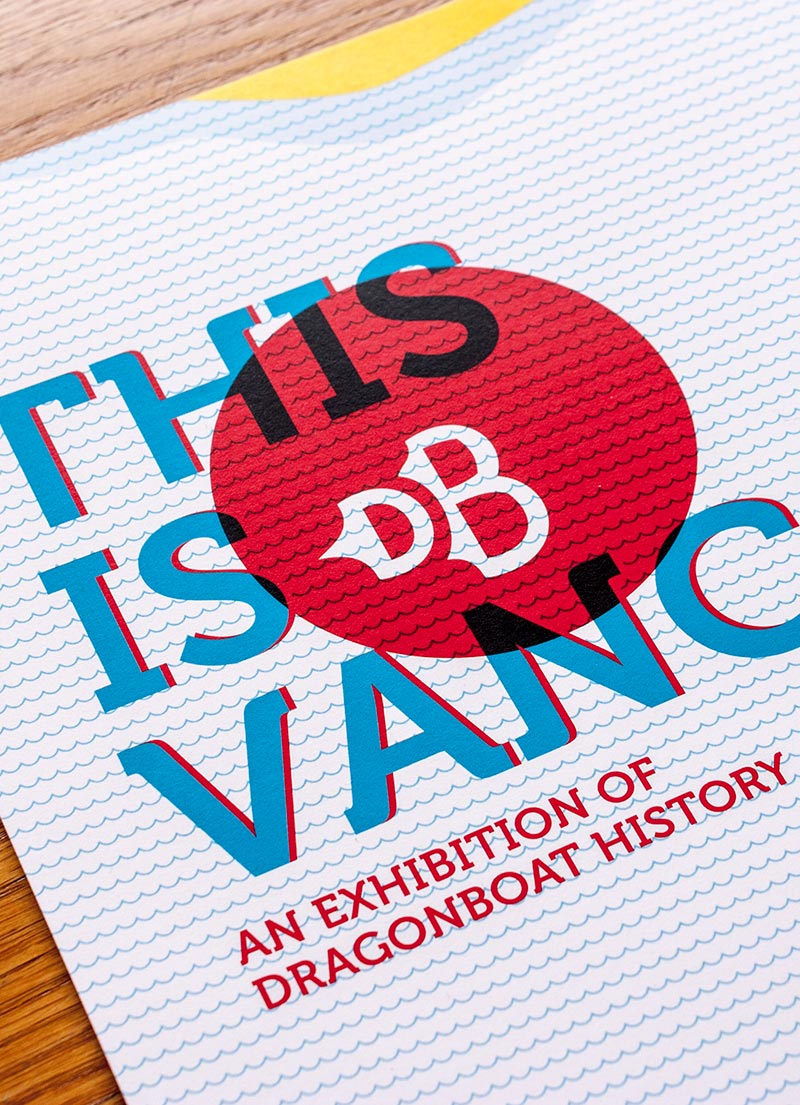 THIS
DB
IS
VANC
AN EXHIBITION OF
DRAGONBOAT HISTORY